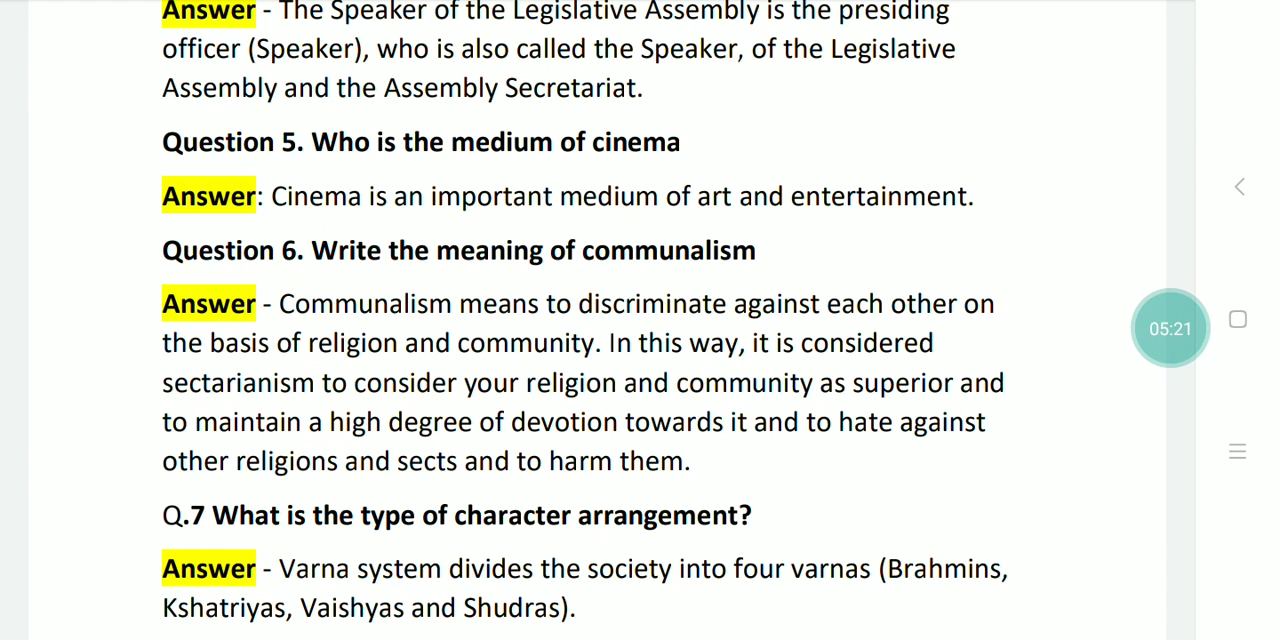 Answer - The Speaker of the Legislative Assembly is the presiding
officer (Speaker), who is also called the Speaker, of the Legislative
Assembly and the Assembly Secretariat.
Question 5. Who is the medium of cinema
Answer: Cinema is an important medium of art and entertainment.
Question 6. Write the meaning of communalism
Answer - Communalism means to discriminate against each other on
the basis of religion and community. In this way, it is considered
sectarianism to consider your religion and community as superior and
to maintain a high degree of devotion towards it and to hate against
other religions and sects and to harm them.
Q.7 What is the type of character arrangement?
Answer - Varna system divides the society into four varnas (Brahmins,
Kshatriyas, Vaishyas and Shudras).
05:21